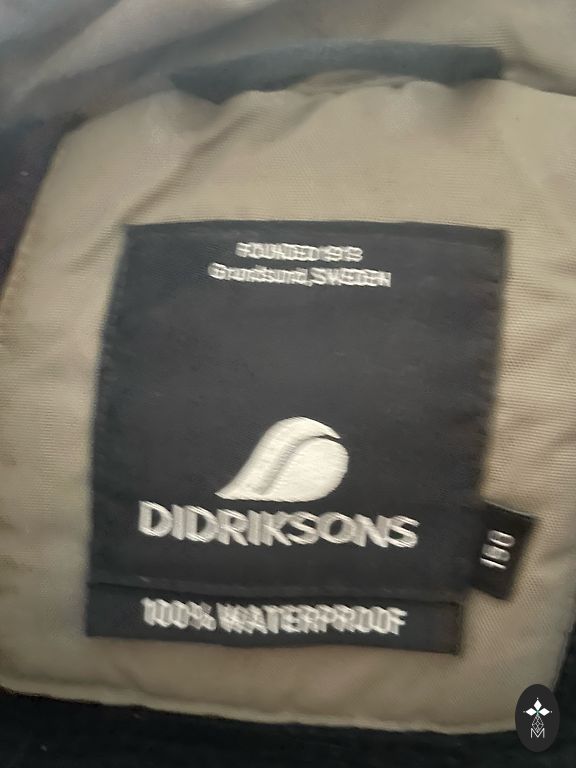 FOUNDED 1913
Grundsund, SWEDEN
DIDRIKSONS
100% WATERPROOF
150
M